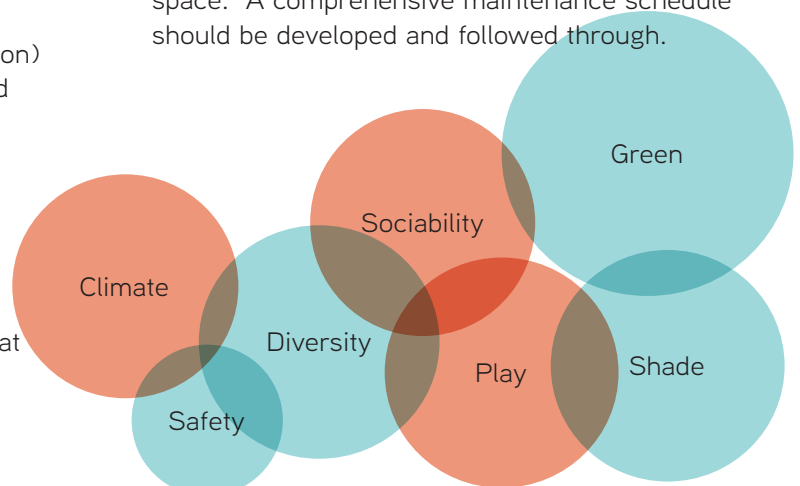 on)
d
at
space. A comprehensive maintenance schedule
should be developed and followed through.
Green
Sociability
Climate
Diversity
Play
Shade
Safety